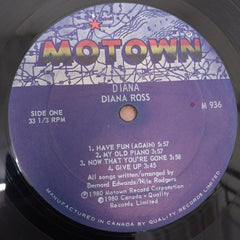 MOTOWN
DIANA
DIANA ROSS
SIDE ONE
33 1/3 RPM
M 936
1. HAVE FUN (AGAIN) 5:57
2. MY OLD PIANO 3:55
3. NOW THAT YOU'RE GONE 3:58
4. GIVE UP 3:45
All songs written/arranged by
Bernard Edwards/Nile Rodgers
℗ 1980 Motown Record Corporation
© 1980 Canada by Quality
Records Limited
MANUFACTURED IN CANADA BY QUALITY RECORDS LIMITED